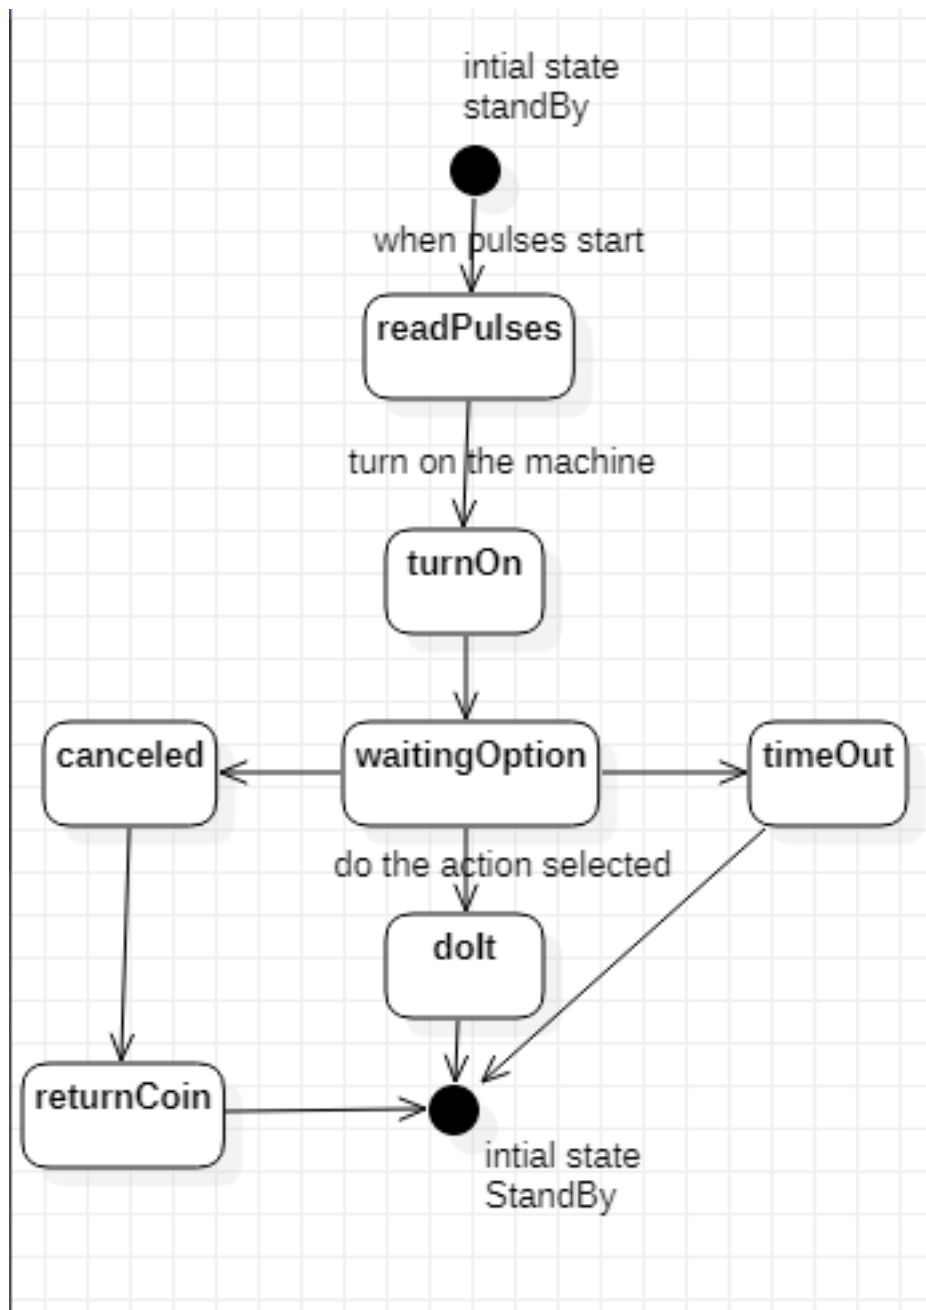 intial state
standBy
when pulses start
readPulses
turn on the machine
turnOn
canceled
waitingOption
timeOut
do the action selected
doIt
returnCoin
intial state
StandBy